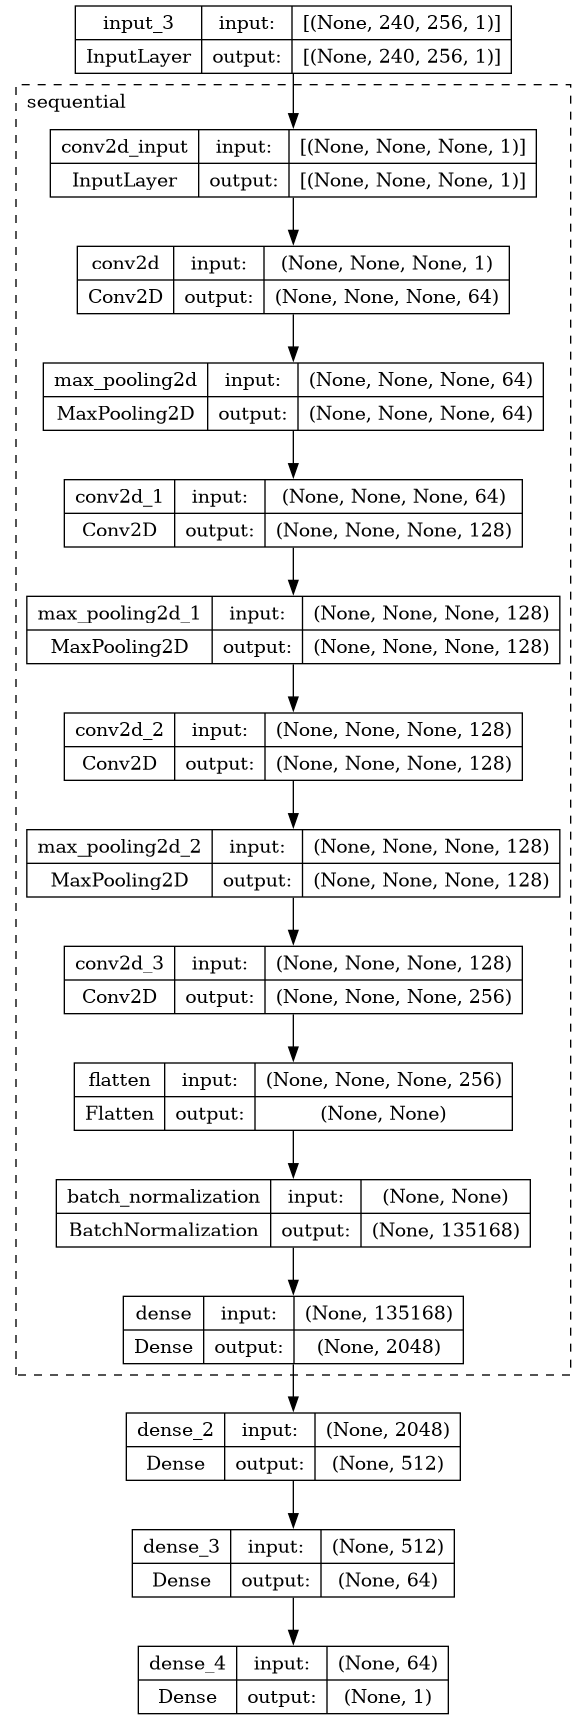 input_3 input: [(None, 240, 256, 1)]
InputLayer output: [(None, 240, 256, 1)]
sequential
conv2d_input input: [(None, None, None, 1)]
InputLayer output: [(None, None, None, 1)]
conv2d input: (None, None, None, 1)
Conv2D output: (None, None, None, 64)
max_pooling2d input: (None, None, None, 64)
MaxPooling2D output: (None, None, None, 64)
conv2d_1 input: (None, None, None, 64)
Conv2D output: (None, None, None, 128)
max_pooling2d_1 input: (None, None, None, 128)
MaxPooling2D output: (None, None, None, 128)
conv2d_2 input: (None, None, None, 128)
Conv2D output: (None, None, None, 128)
max_pooling2d_2 input: (None, None, None, 128)
MaxPooling2D output: (None, None, None, 128)
conv2d_3 input: (None, None, None, 128)
Conv2D output: (None, None, None, 256)
flatten input: (None, None, None, 256)
Flatten output: (None, None)
batch_normalization input: (None, None)
BatchNormalization output: (None, 135168)
dense input: (None, 135168)
Dense output: (None, 2048)
dense_2 input: (None, 2048)
Dense output: (None, 512)
dense_3 input: (None, 512)
Dense output: (None, 64)
dense_4 input: (None, 64)
Dense output: (None, 1)